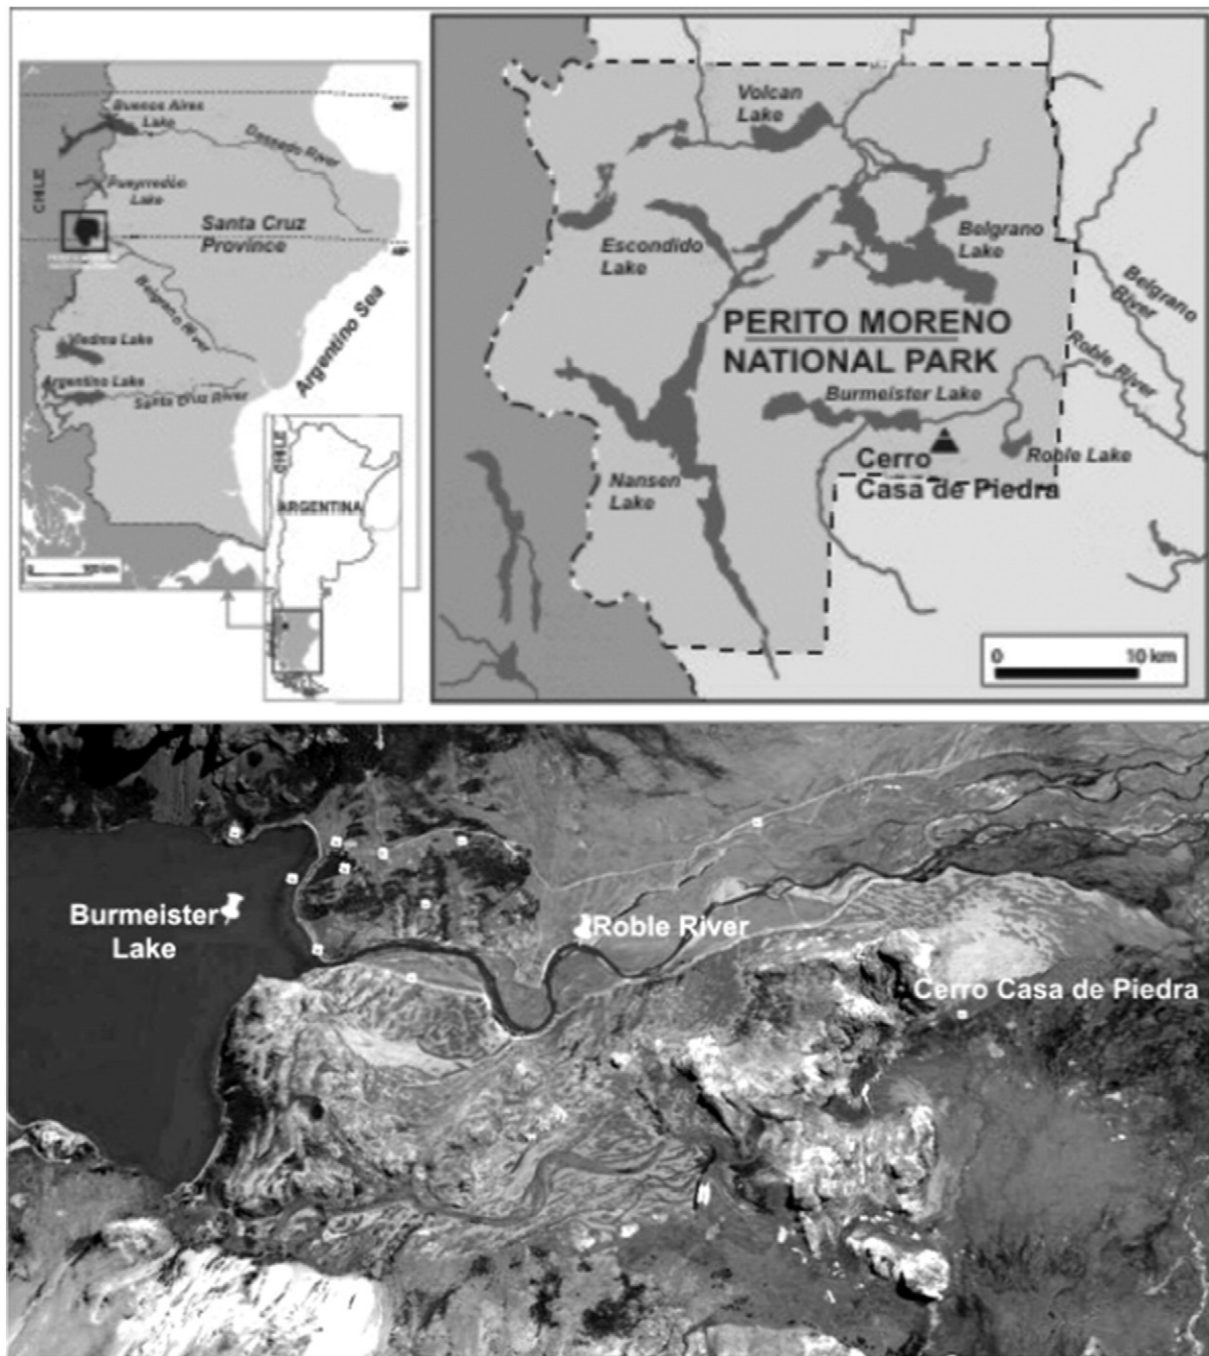 Buenos Aires
Lake
Deseado River
CHILE
Pueyrredón
Lake
Santa Cruz
Province
Belgrano River
Viedma Lake
Argentino Lake
Santa Cruz River
Argentino Sea
CHILE
ARGENTINA
Volcan
Lake
Escondido
Lake
Belgrano
Lake
PERITO MORENO
NATIONAL PARK
Belgrano
River
Roble River
Burmeister Lake
Cerro
Casa de Piedra
Roble Lake
Nansen
Lake
0 10 km
Burmeister
Lake
Roble River
Cerro Casa de Piedra